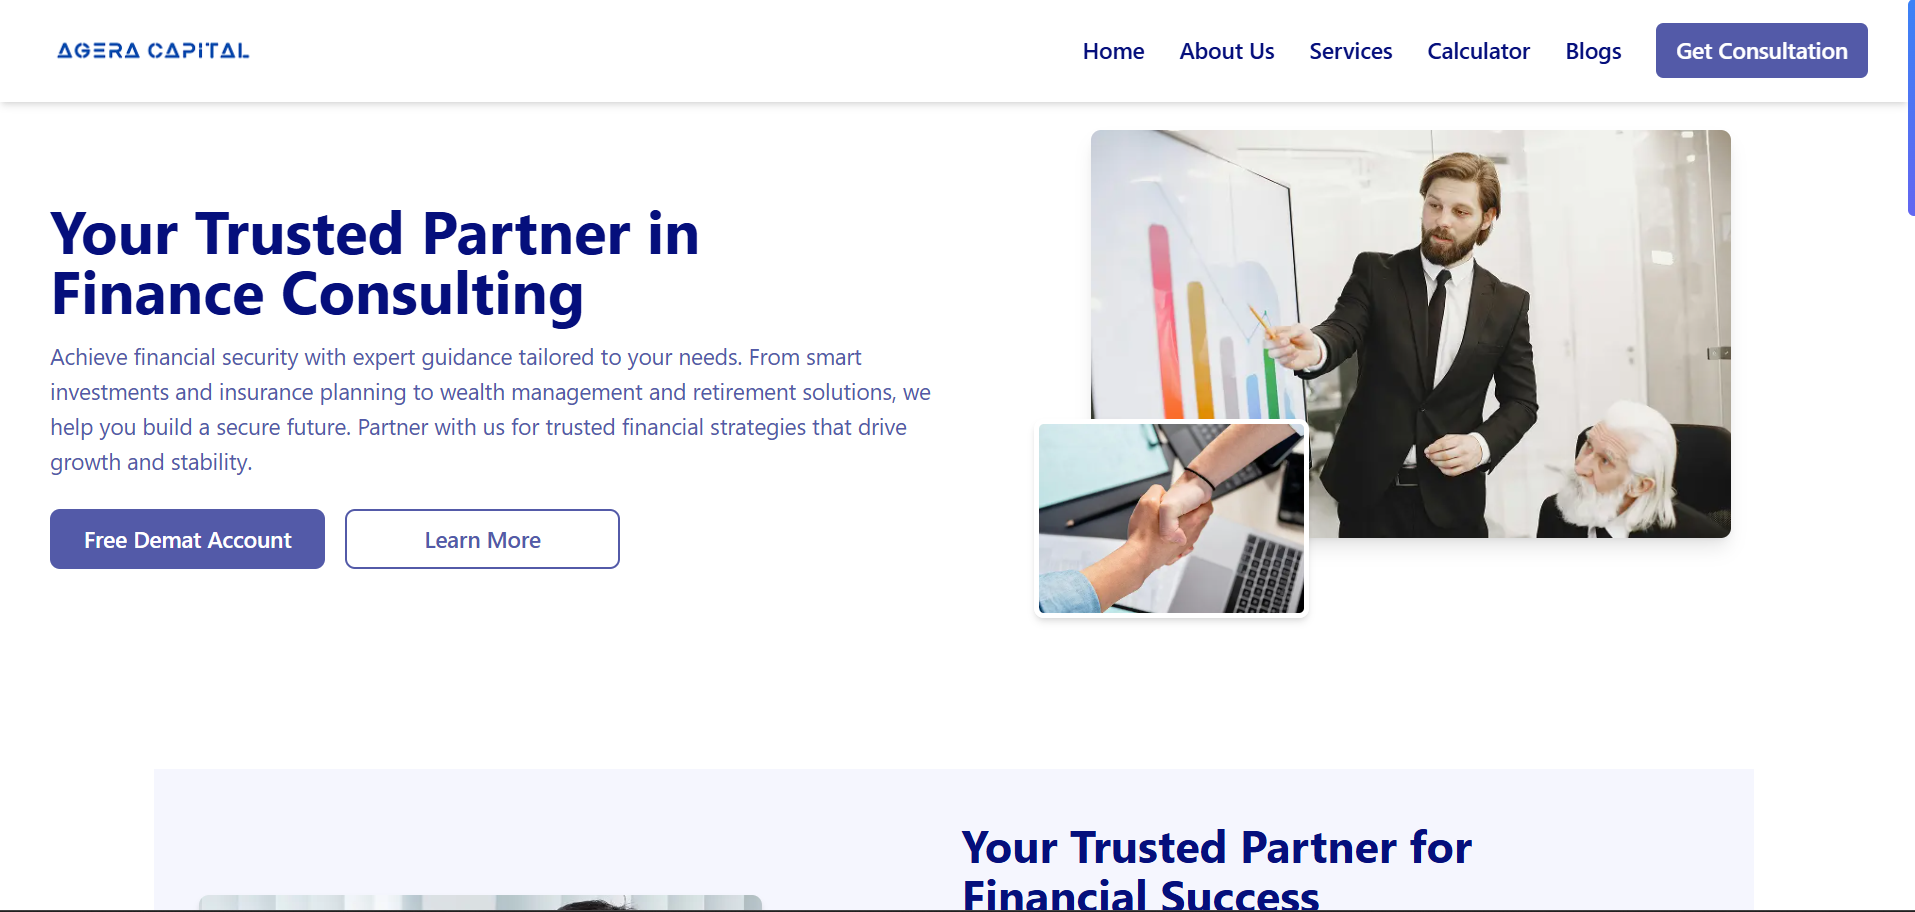 AGERA CAPITAL
Home About Us Services Calculator Blogs Get Consultation
Your Trusted Partner in
Finance Consulting
Achieve financial security with expert guidance tailored to your needs. From smart
investments and insurance planning to wealth management and retirement solutions, we
help you build a secure future. Partner with us for trusted financial strategies that drive
growth and stability.
Free Demat Account Learn More
Your Trusted Partner for
Financial Success